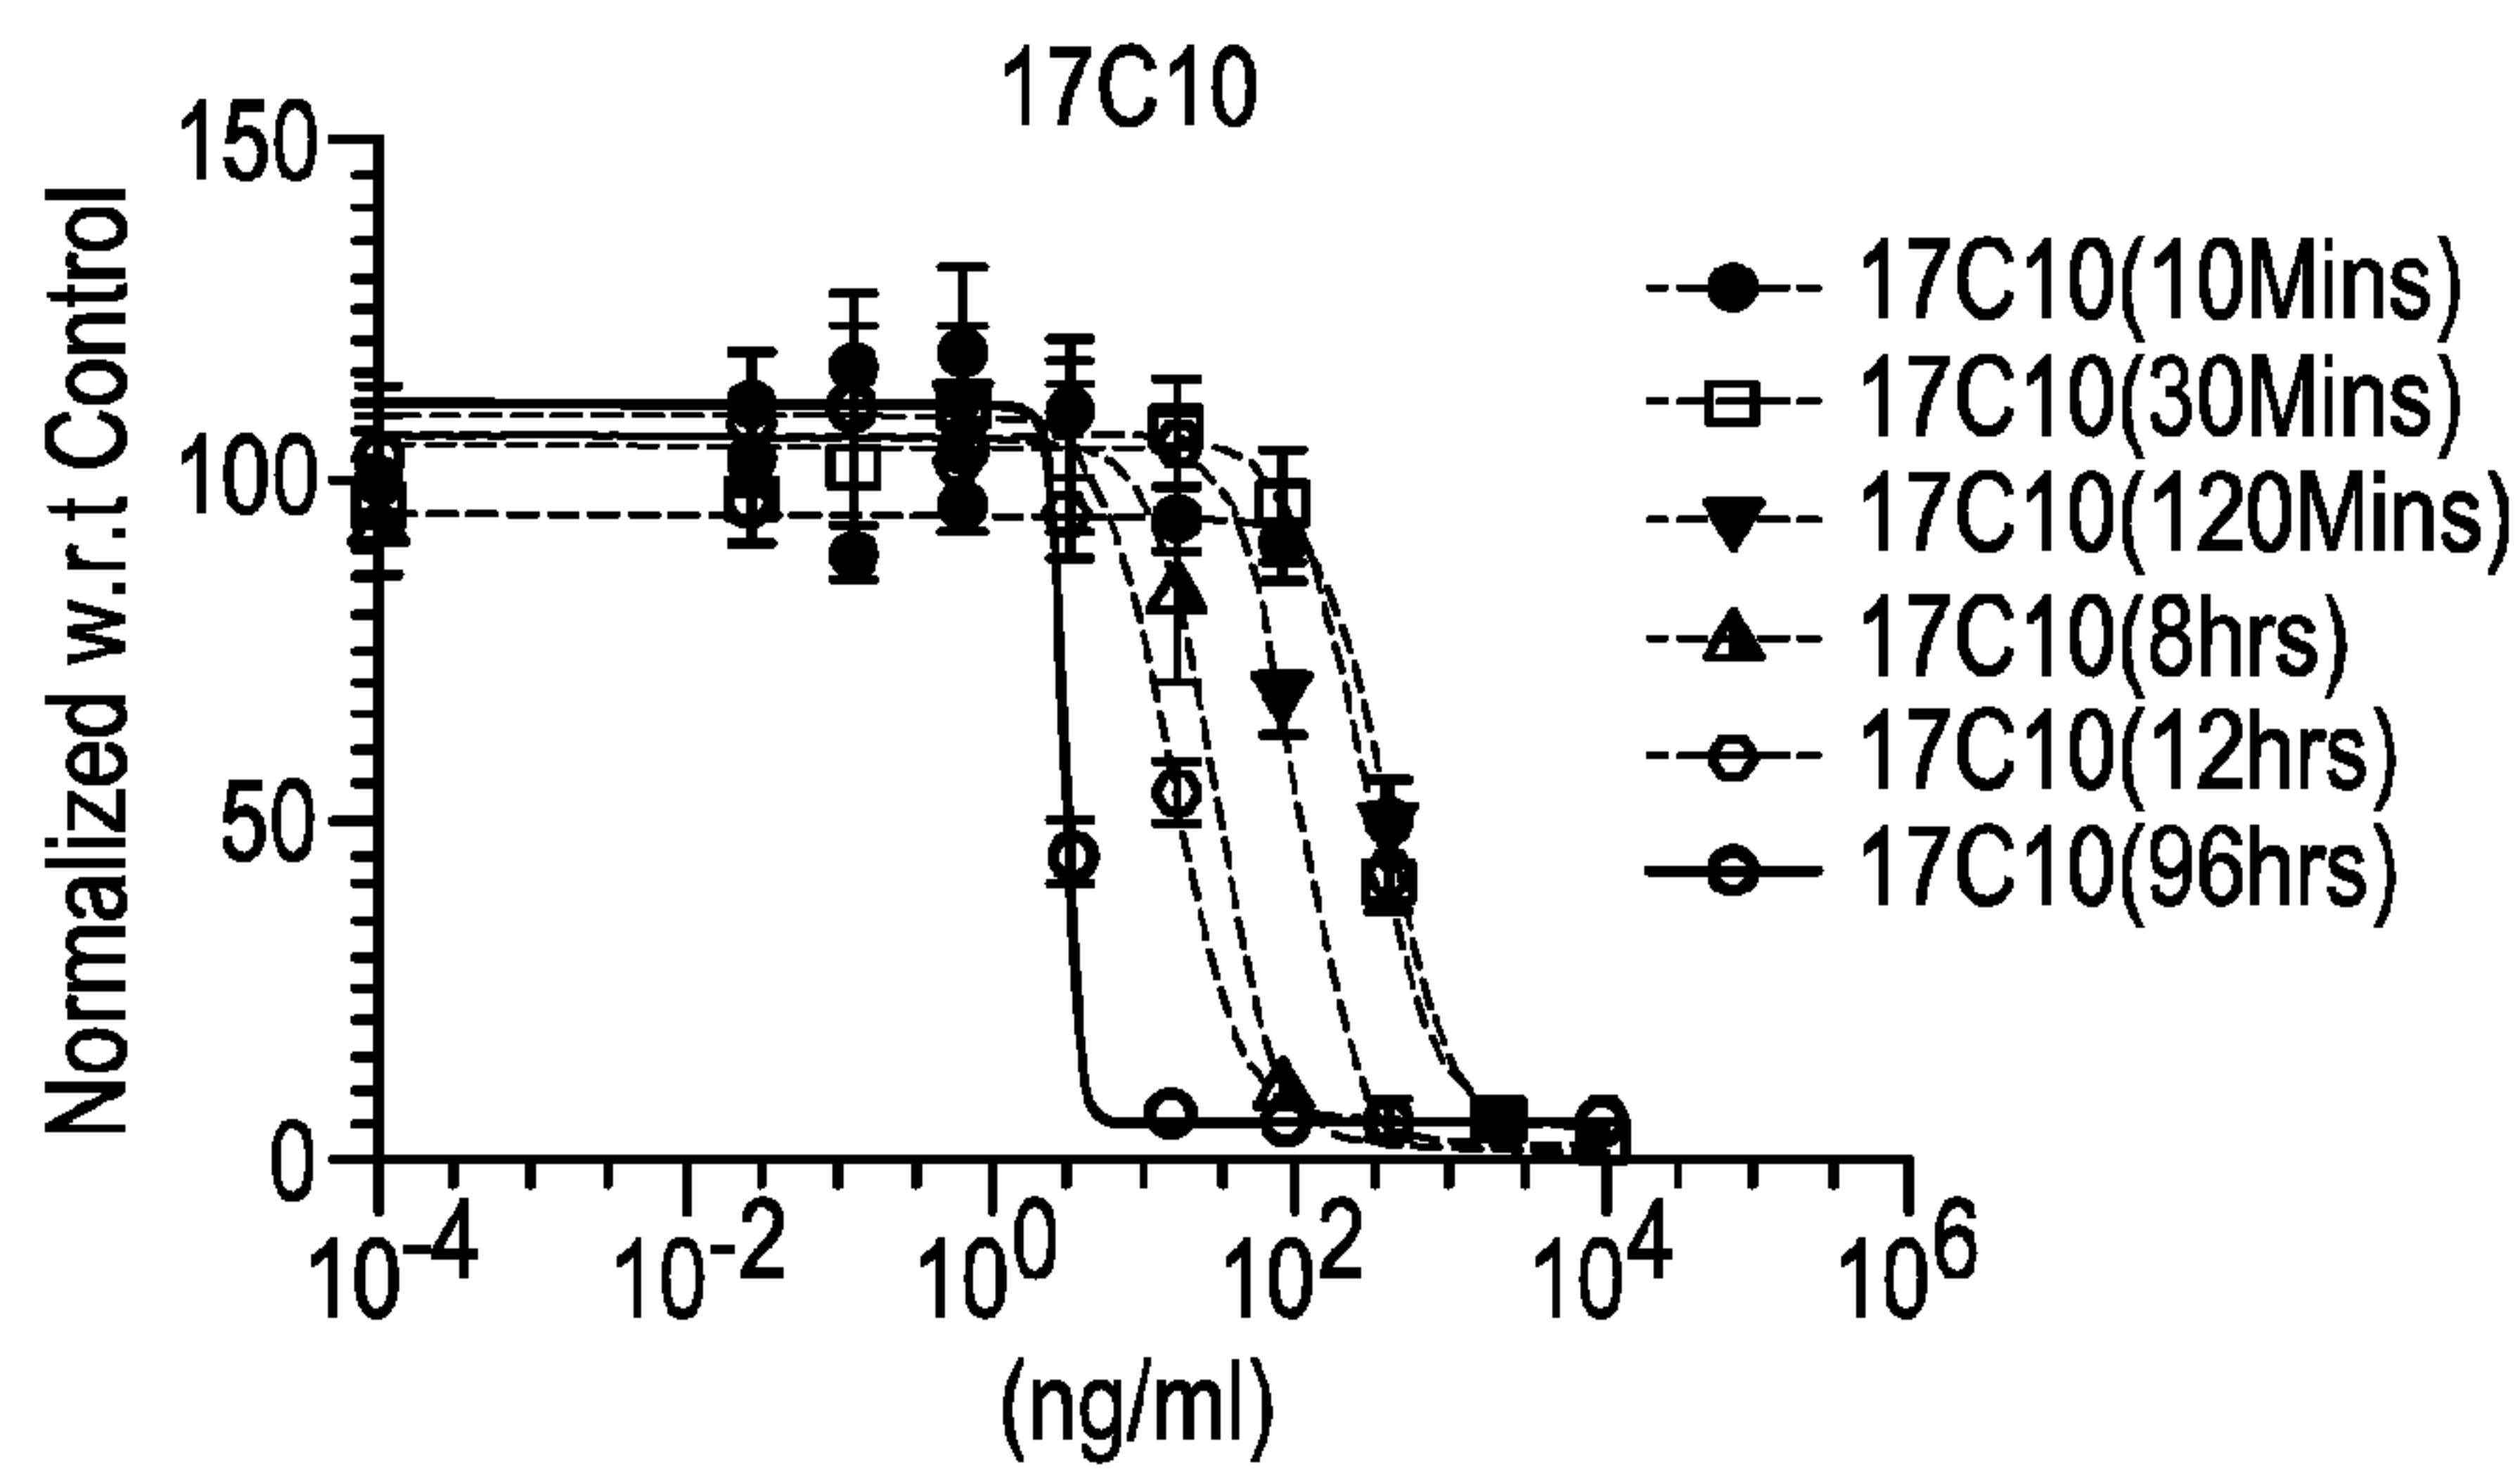 17C10
Normalized w.r.t Control
150
100
50
0
10-4
10-2
100
102
104
106
(ng/ml)
17C10(10Mins)
17C10(30Mins)
17C10(120Mins)
17C10(8hrs)
17C10(12hrs)
17C10(96hrs)